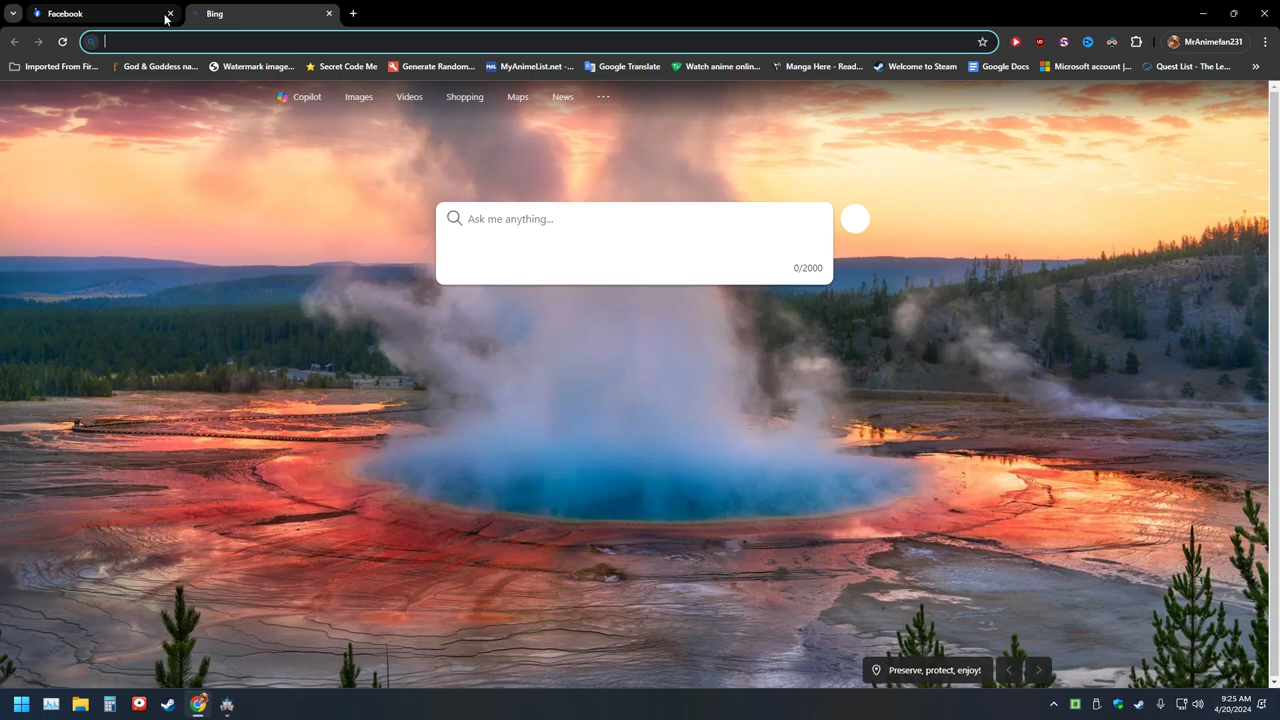 Facebook
Bing
MrAnimefan231
Imported From Fir...
God & Goddess na...
Watermark image...
Secret Code Me
Generate Random...
MyAnimeList.net -...
Google Translate
Watch anime onlin...
Manga Here - Read...
Welcome to Steam
Google Docs
Microsoft account |...
Quest List - The Le...
»
Copilot
Images
Videos
Shopping
Maps
News
...
Ask me anything...
0/2000
Preserve, protect, enjoy!
9:25 AM
4/20/2024